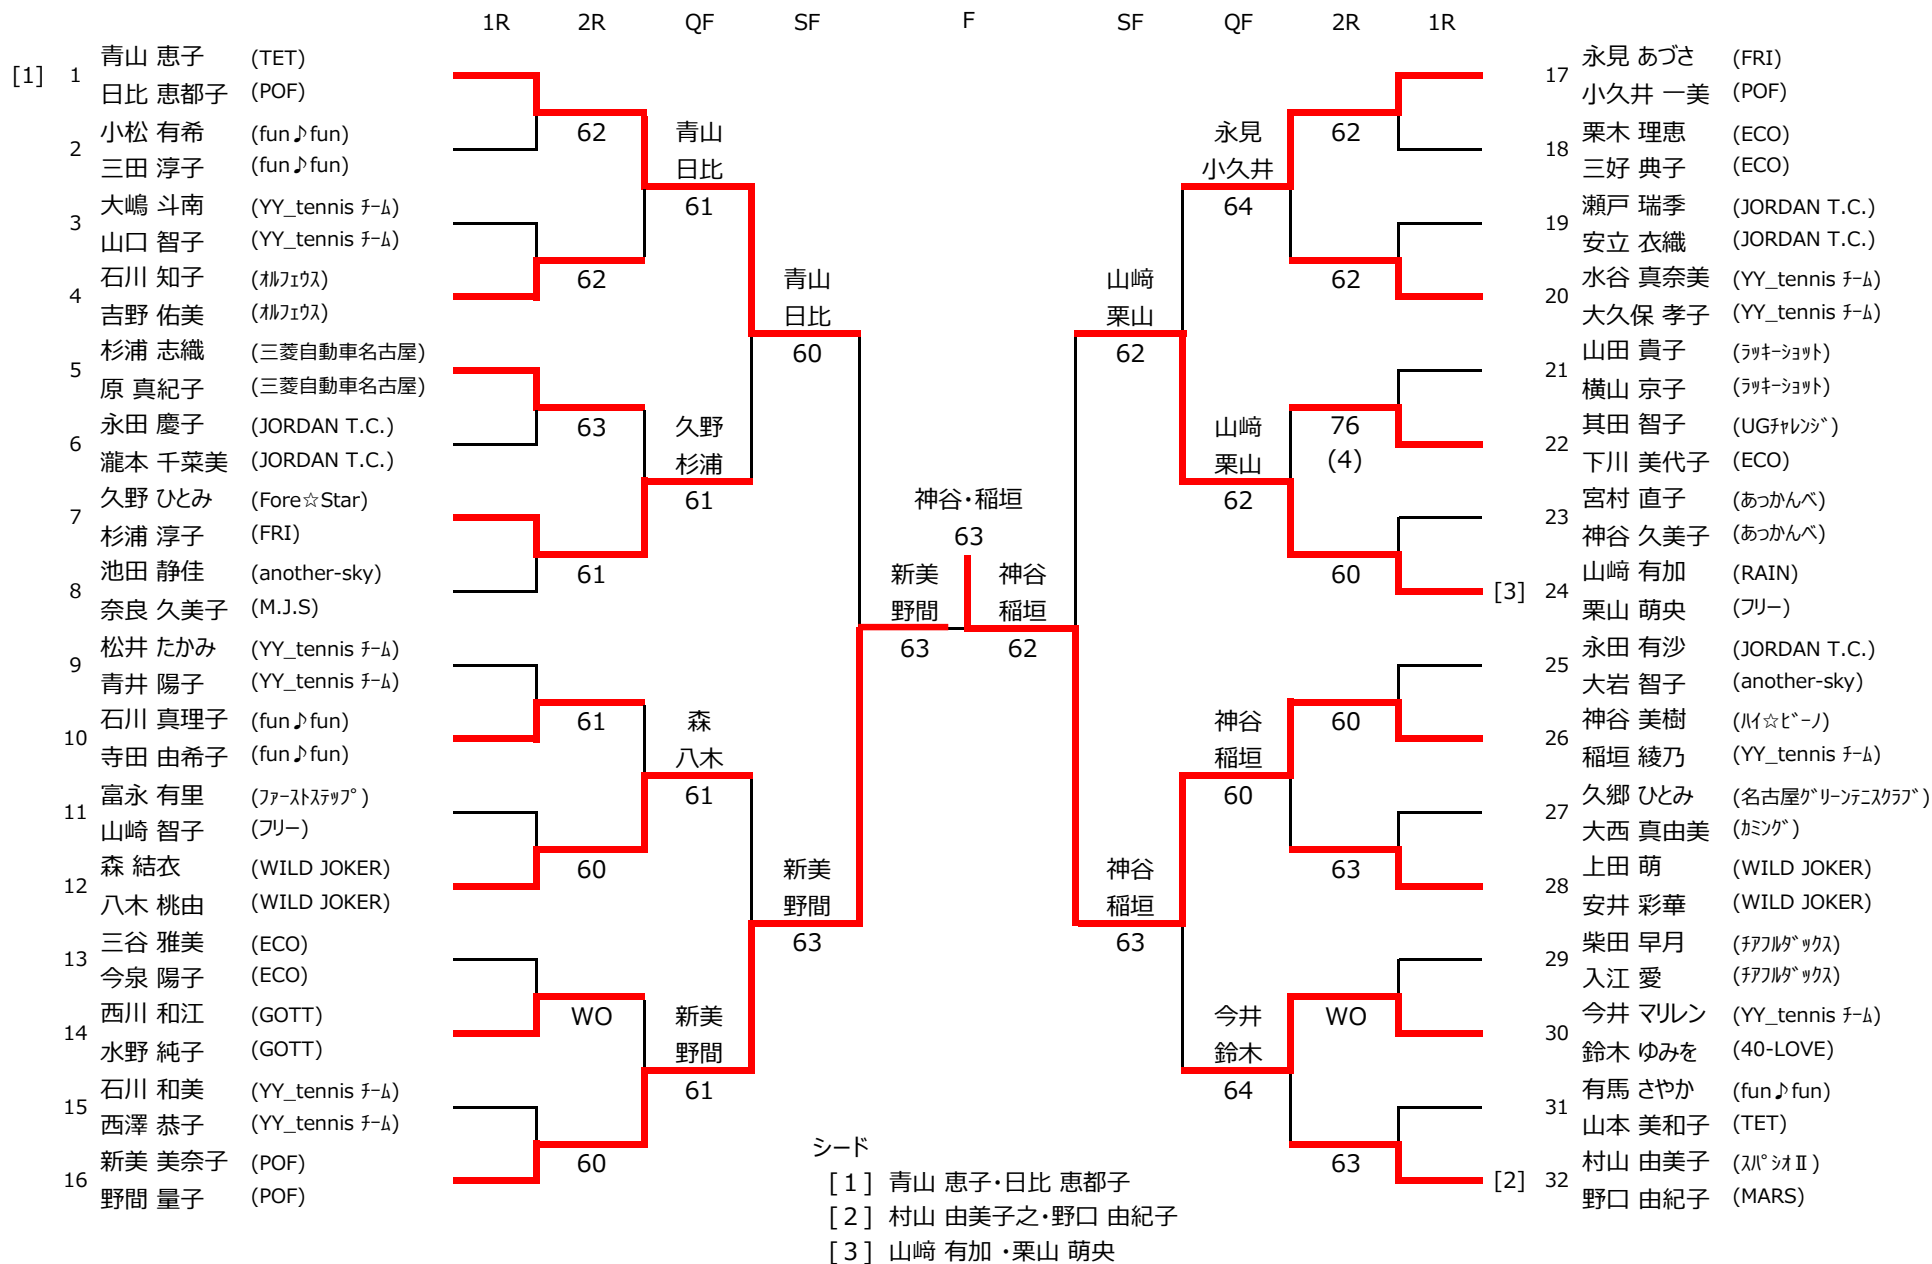 1R 2R QF SF F SF QF 2R 1R
[1] 1 青山 恵子 (TET)
日比 恵都子 (POF)
2 小松 有希 (fun♪fun)
三田 淳子 (fun♪fun)
3 大嶋 斗南 (YY_tennis ﾁｰﾑ)
山口 智子 (YY_tennis ﾁｰﾑ)
4 石川 知子 (ｵﾙﾌｪｳｽ)
吉野 佑美 (ｵﾙﾌｪｳｽ)
5 杉浦 志織 (三菱自動車名古屋)
原 真紀子 (三菱自動車名古屋)
6 永田 慶子 (JORDAN T.C.)
瀧本 千菜美 (JORDAN T.C.)
7 久野 ひとみ (Fore☆Star)
杉浦 淳子 (FRI)
8 池田 静佳 (another-sky)
奈良 久美子 (M.J.S)
9 松井 たかみ (YY_tennis ﾁｰﾑ)
青井 陽子 (YY_tennis ﾁｰﾑ)
10 石川 真理子 (fun♪fun)
寺田 由希子 (fun♪fun)
11 富永 有里 (ﾌｧｰｽﾄｽﾃｯﾌﾟ)
山崎 智子 (フリー)
12 森 結衣 (WILD JOKER)
八木 桃由 (WILD JOKER)
13 三谷 雅美 (ECO)
今泉 陽子 (ECO)
14 西川 和江 (GOTT)
水野 純子 (GOTT)
15 石川 和美 (YY_tennis ﾁｰﾑ)
西澤 恭子 (YY_tennis ﾁｰﾑ)
16 新美 美奈子 (POF)
野間 量子 (POF)
62
62
63
61
61
60
WO
60
青山
日比
61
久野
杉浦
61
森
八木
61
新美
野間
61
青山
日比
60
新美
野間
63
新美
野間
63
神谷・稲垣
63
神谷
稲垣
62
山﨑
栗山
62
神谷
稲垣
63
永見
小久井
64
山﨑
栗山
62
神谷
稲垣
60
今井
鈴木
64
62
62
76
(4)
60
60
63
WO
63
17 永見 あづさ (FRI)
小久井 一美 (POF)
18 栗木 理恵 (ECO)
三好 典子 (ECO)
19 瀬戸 瑞季 (JORDAN T.C.)
安立 衣織 (JORDAN T.C.)
20 水谷 真奈美 (YY_tennis ﾁｰﾑ)
大久保 孝子 (YY_tennis ﾁｰﾑ)
21 山田 貴子 (ﾗｯｷｰｼｮｯﾄ)
横山 京子 (ﾗｯｷｰｼｮｯﾄ)
22 其田 智子 (UGﾁｬﾚﾝｼﾞ)
下川 美代子 (ECO)
23 宮村 直子 (あっかんべ)
神谷 久美子 (あっかんべ)
[3] 24 山﨑 有加 (RAIN)
栗山 萌央 (フリー)
25 永田 有沙 (JORDAN T.C.)
大岩 智子 (another-sky)
26 神谷 美樹 (ﾊｲ☆ﾋﾞｰﾉ)
稲垣 綾乃 (YY_tennis ﾁｰﾑ)
27 久郷 ひとみ (名古屋ｸﾞﾘｰﾝﾃﾆｽｸﾗﾌﾞ)
大西 真由美 (ｶﾐﾝｸﾞ)
28 上田 萌 (WILD JOKER)
安井 彩華 (WILD JOKER)
29 柴田 早月 (ﾁｱﾌﾙﾀﾞｯｸｽ)
入江 愛 (ﾁｱﾌﾙﾀﾞｯｸｽ)
30 今井 マリレン (YY_tennis ﾁｰﾑ)
鈴木 ゆみを (40-LOVE)
31 有馬 さやか (fun♪fun)
山本 美和子 (TET)
[2] 32 村山 由美子 (ｽﾊﾟｼｵⅡ)
野口 由紀子 (MARS)
シード
[1] 青山 恵子・日比 恵都子
[2] 村山 由美子之・野口 由紀子
[3] 山﨑 有加 ・栗山 萌央